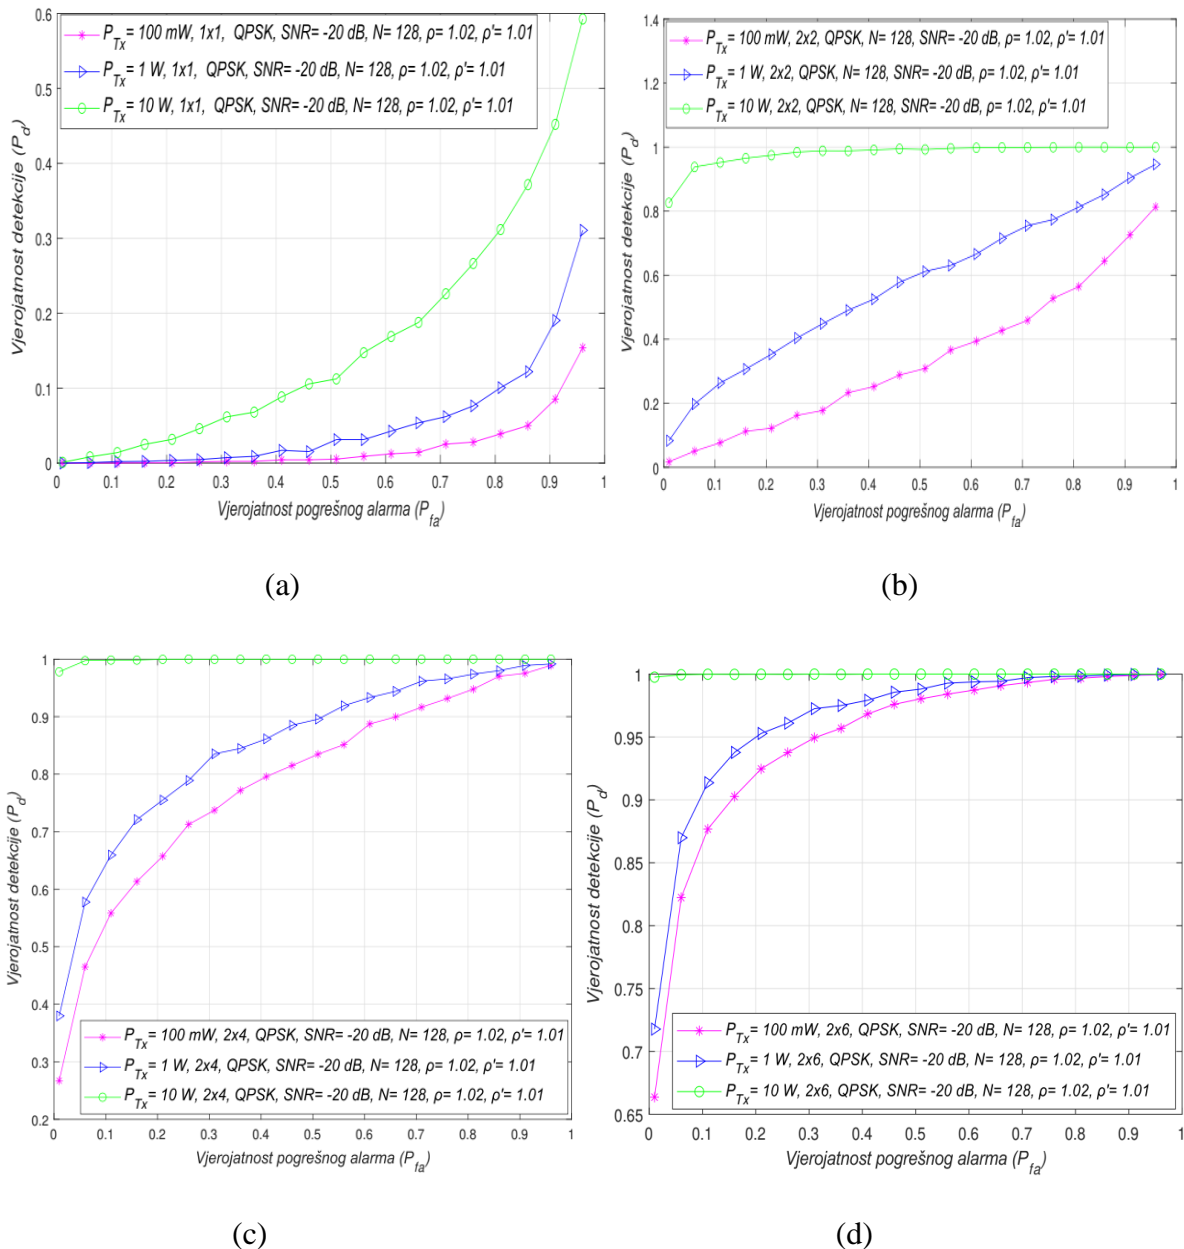 P_Tx= 100 mW, 1x1, QPSK, SNR= -20 dB, N= 128, ρ= 1.02, ρ'= 1.01
P_Tx= 1 W, 1x1, QPSK, SNR= -20 dB, N= 128, ρ= 1.02, ρ'= 1.01
P_Tx= 10 W, 1x1, QPSK, SNR= -20 dB, N= 128, ρ= 1.02, ρ'= 1.01
Vjerojatnost detekcije (P_d)
0.6
0.5
0.4
0.3
0.2
0.1
0
0 0.1 0.2 0.3 0.4 0.5 0.6 0.7 0.8 0.9 1
Vjerojatnost pogrešnog alarma (P_fa)
(a)
P_Tx= 100 mW, 2x2, QPSK, N= 128, SNR= -20 dB, ρ= 1.02, ρ'= 1.01
P_Tx= 1 W, 2x2, QPSK, N= 128, SNR= -20 dB, ρ= 1.02, ρ'= 1.01
P_Tx= 10 W, 2x2, QPSK, N= 128, SNR= -20 dB, ρ= 1.02, ρ'= 1.01
Vjerojatnost detekcije (P_d)
1.4
1.2
1
0.8
0.6
0.4
0.2
0
0 0.1 0.2 0.3 0.4 0.5 0.6 0.7 0.8 0.9 1
Vjerojatnost pogrešnog alarma (P_fa)
(b)
Vjerojatnost detekcije (P_d)
1
0.9
0.8
0.7
0.6
0.5
0.4
0.3
0.2
P_Tx= 100 mW, 2x4, QPSK, SNR= -20 dB, N= 128, ρ= 1.02, ρ'= 1.01
P_Tx= 1 W, 2x4, QPSK, SNR= -20 dB, N= 128, ρ= 1.02, ρ'= 1.01
P_Tx= 10 W, 2x4, QPSK, SNR= -20 dB, N= 128, ρ= 1.02, ρ'= 1.01
0 0.1 0.2 0.3 0.4 0.5 0.6 0.7 0.8 0.9 1
Vjerojatnost pogrešnog alarma (P_fa)
(c)
Vjerojatnost detekcije (P_d)
1
0.95
0.9
0.85
0.8
0.75
0.7
0.65
P_Tx= 100 mW, 2x6, QPSK, SNR= -20 dB, N= 128, ρ= 1.02, ρ'= 1.01
P_Tx= 1 W, 2x6, QPSK, SNR= -20 dB, N= 128, ρ= 1.02, ρ'= 1.01
P_Tx= 10 W, 2x6, QPSK, SNR= -20 dB, N= 128, ρ= 1.02, ρ'= 1.01
0 0.1 0.2 0.3 0.4 0.5 0.6 0.7 0.8 0.9 1
Vjerojatnost pogrešnog alarma (P_fa)
(d)